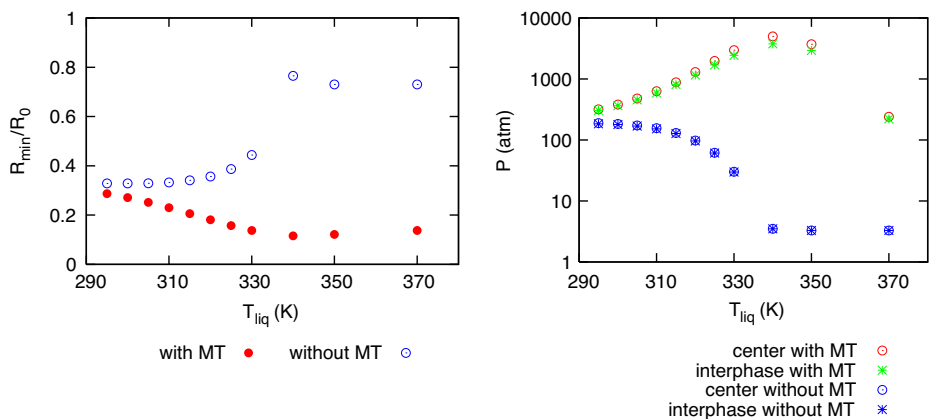 1
0.8
0.6
0.4
0.2
0
R_min/R_0
290
310
330
350
370
T_liq (K)
with MT
without MT
10000
1000
100
10
1
P (atm)
290
310
330
350
370
T_liq (K)
center with MT
interphase with MT
center without MT
interphase without MT